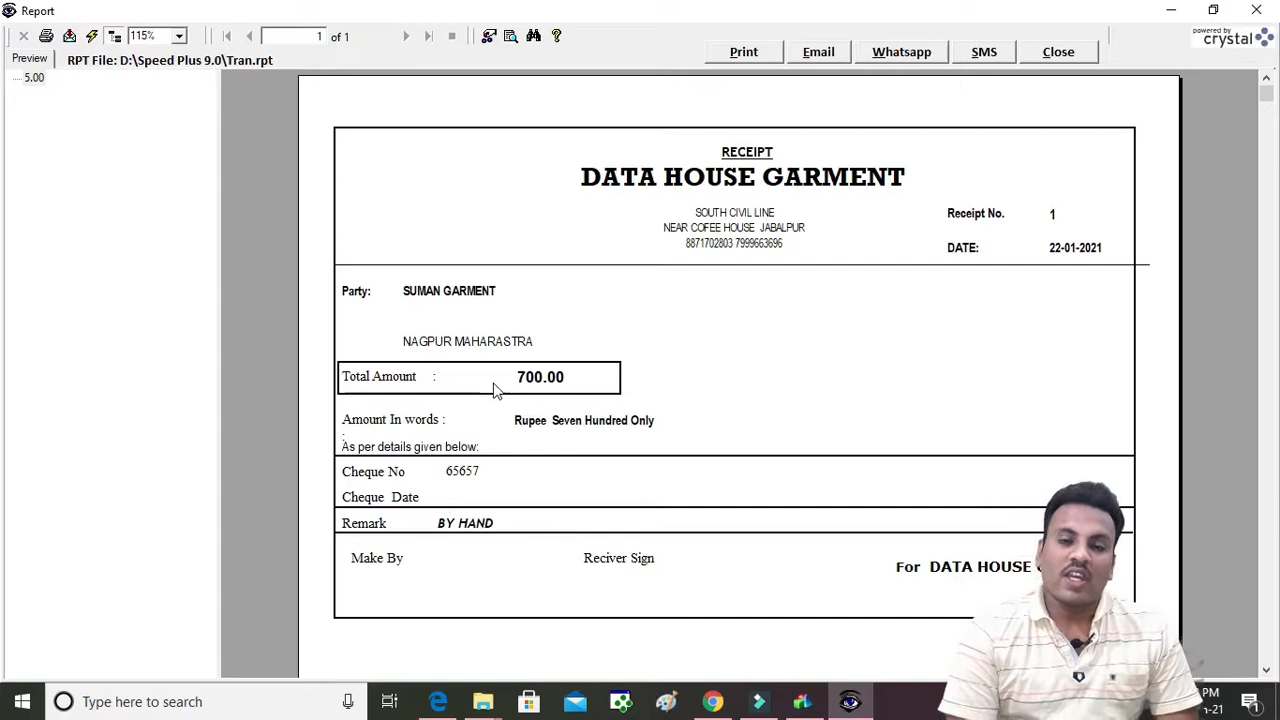 Report
115%
1
of 1
Print
Email
Whatsapp
SMS
Close
powered by
crystal
Preview
RPT File: D:\Speed Plus 9.0\Tran.rpt
5.00
RECEIPT
DATA HOUSE GARMENT
SOUTH CIVIL LINE
NEAR COFEE HOUSE JABALPUR
8871702803 7999663696
Receipt No. 1
DATE: 22-01-2021
Party: SUMAN GARMENT
NAGPUR MAHARASTRA
Total Amount : 700.00
Amount In words : Rupee Seven Hundred Only
:
As per details given below:
Cheque No 65657
Cheque Date
Remark BY HAND
Make By Reciver Sign
For DATA HOUSE
Type here to search
PM
-21
1